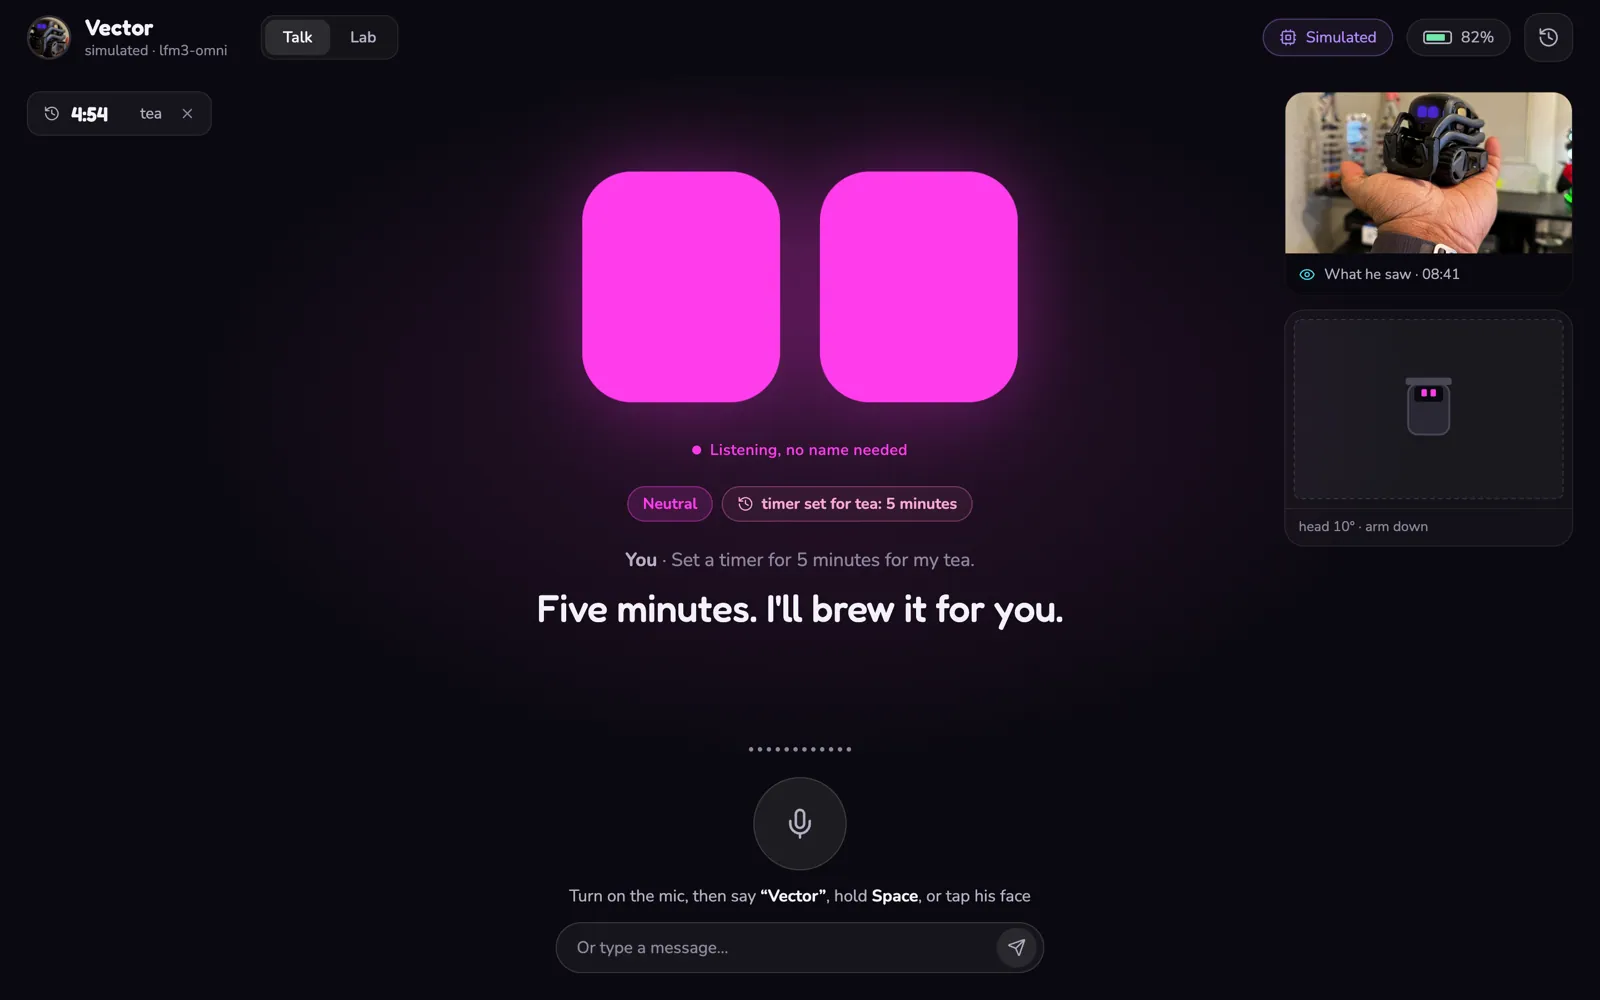 Vector
simulated · lfm3-omni
Talk
Lab
Simulated
82%
4:54 tea
What he saw · 08:41
Listening, no name needed
Neutral
timer set for tea: 5 minutes
head 10° · arm down
You · Set a timer for 5 minutes for my tea.
Five minutes. I'll brew it for you.
Turn on the mic, then say “Vector”, hold Space, or tap his face
Or type a message...